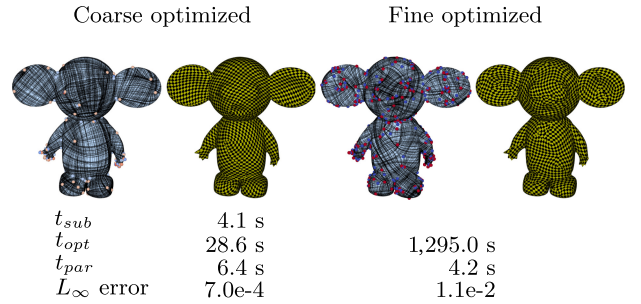 Coarse optimized Fine optimized
t_sub 4.1 s
t_opt 28.6 s 1,295.0 s
t_par 6.4 s 4.2 s
L_∞ error 7.0e-4 1.1e-2